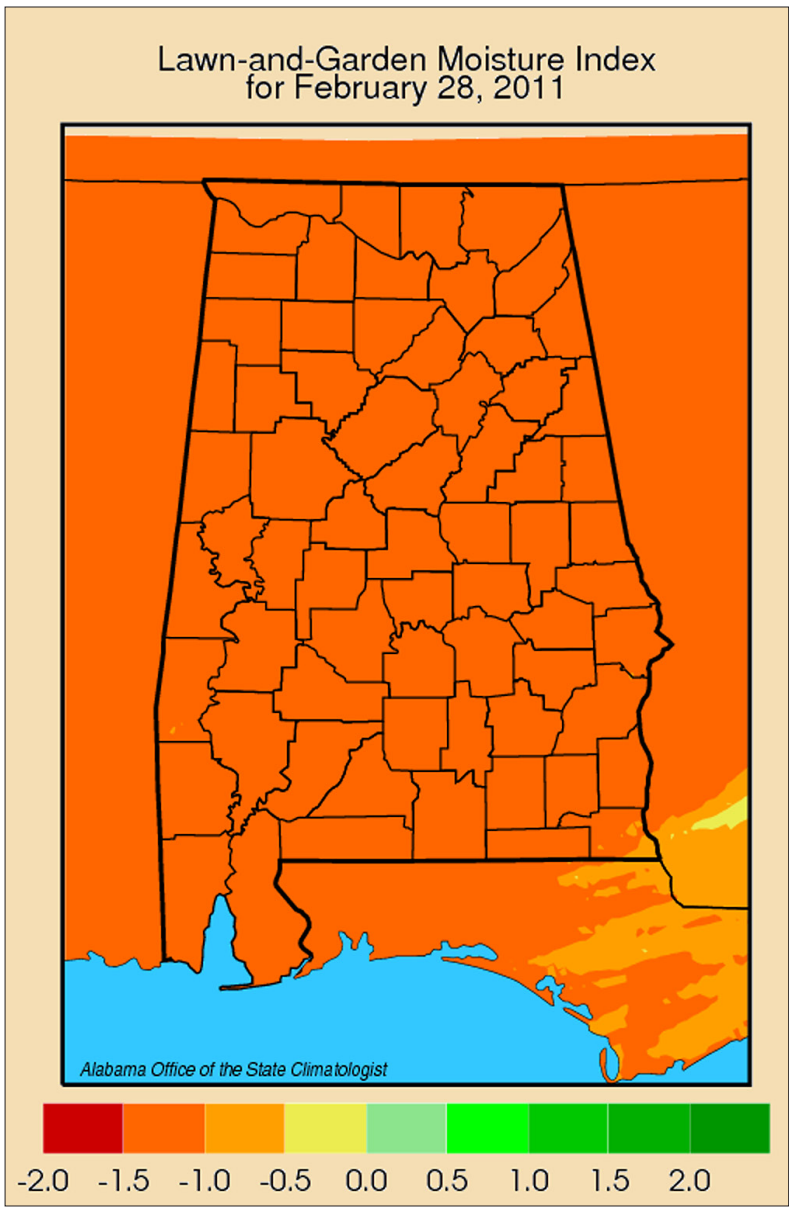 Lawn-and-Garden Moisture Index
for February 28, 2011
Alabama Office of the State Climatologist
-2.0 -1.5 -1.0 -0.5 0.0 0.5 1.0 1.5 2.0